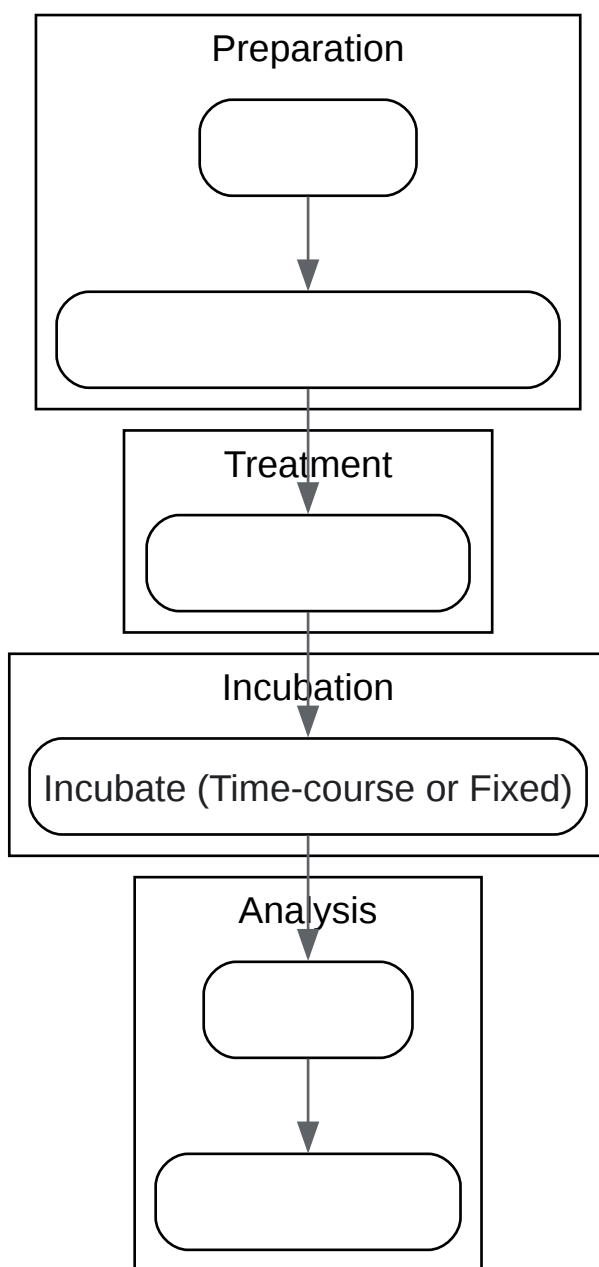 Preparation
Treatment
Incubation
Incubate (Time-course or Fixed)
Analysis